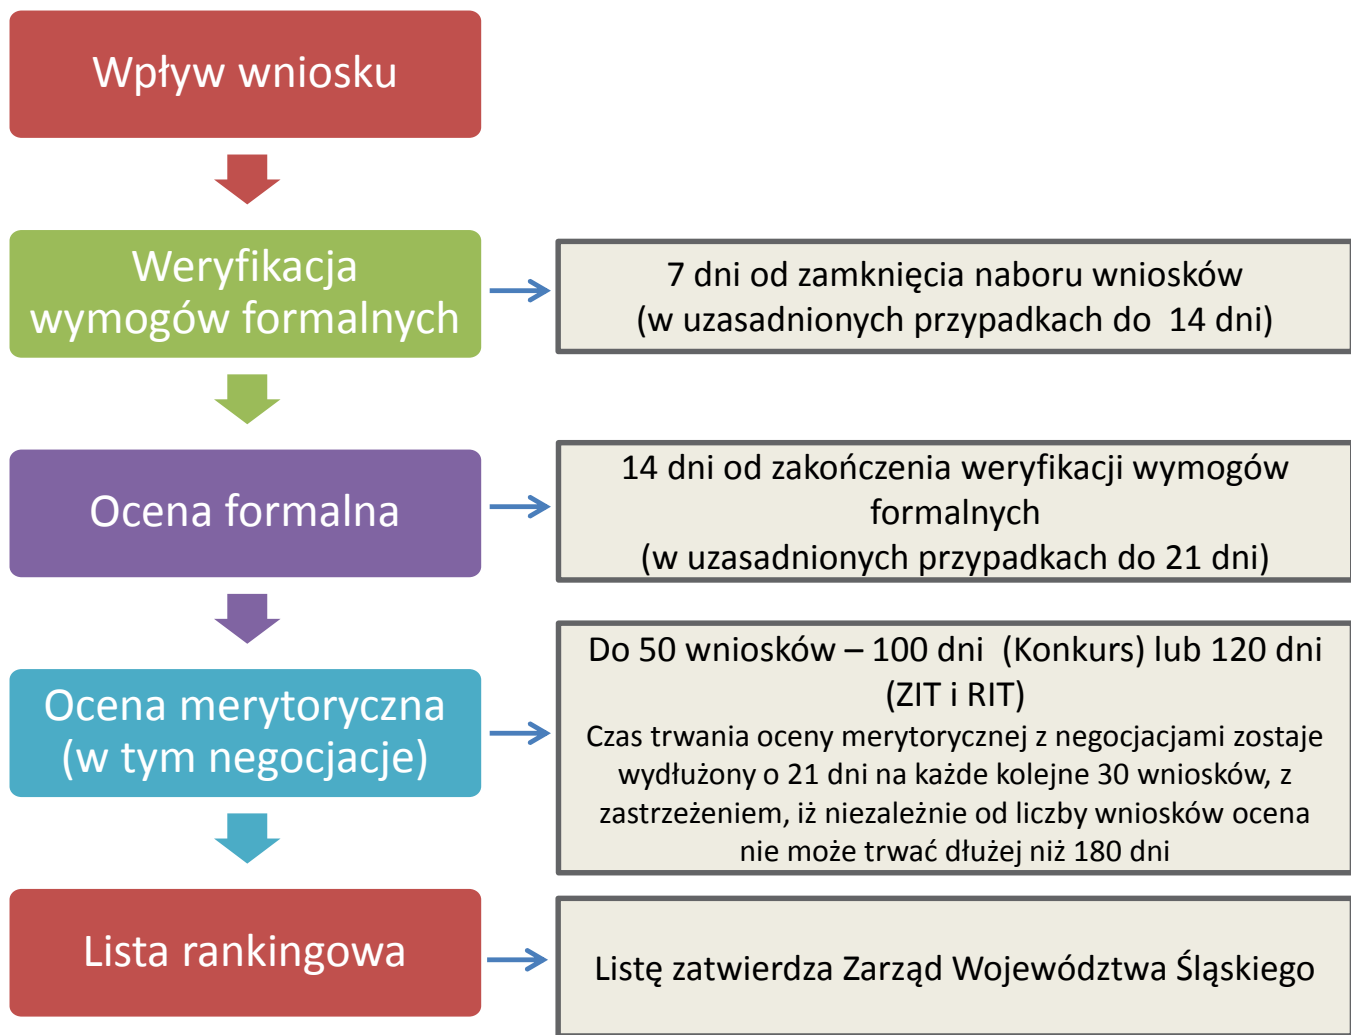 Wpływ wniosku
Weryfikacja
wymogów formalnych
7 dni od zamknięcia naboru wniosków
(w uzasadnionych przypadkach do 14 dni)
Ocena formalna
14 dni od zakończenia weryfikacji wymogów
formalnych
(w uzasadnionych przypadkach do 21 dni)
Ocena merytoryczna
(w tym negocjacje)
Do 50 wniosków – 100 dni (Konkurs) lub 120 dni
(ZIT i RIT)
Czas trwania oceny merytorycznej z negocjacjami zostaje
wydłużony o 21 dni na każde kolejne 30 wniosków, z
zastrzeżeniem, iż niezależnie od liczby wniosków ocena
nie może trwać dłużej niż 180 dni
Lista rankingowa
Listę zatwierdza Zarząd Województwa Śląskiego